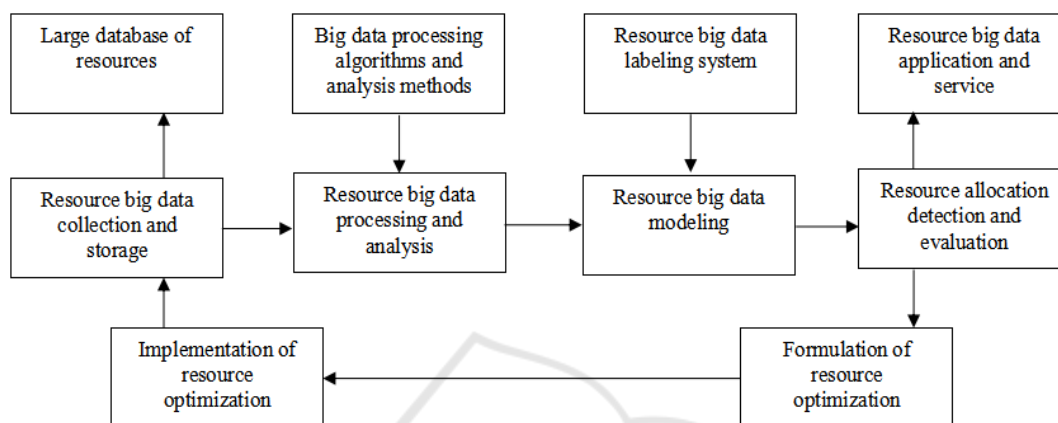 Large database of
resources
Big data processing
algorithms and
analysis methods
Resource big data
labeling system
Resource big data
application and
service
Resource big data
collection and
storage
Resource big data
processing and
analysis
Resource big data
modeling
Resource allocation
detection and
evaluation
Implementation of
resource
optimization
Formulation of
resource
optimization